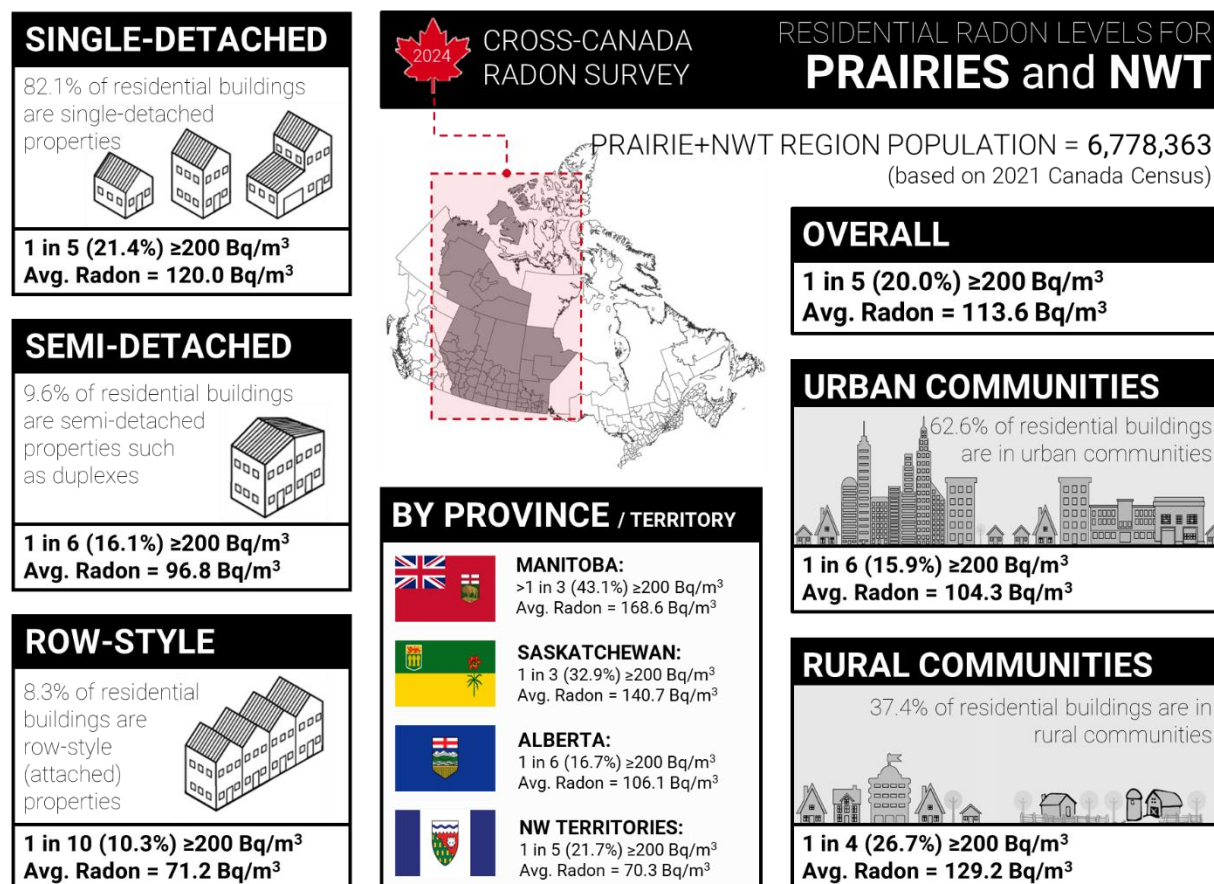 SINGLE-DETACHED
82.1% of residential buildings
are single-detached
properties
1 in 5 (21.4%) ≥200 Bq/m³
Avg. Radon = 120.0 Bq/m³
SEMI-DETACHED
9.6% of residential buildings
are semi-detached
properties such
as duplexes
1 in 6 (16.1%) ≥200 Bq/m³
Avg. Radon = 96.8 Bq/m³
ROW-STYLE
8.3% of residential
buildings are
row-style
(attached)
properties
1 in 10 (10.3%) ≥200 Bq/m³
Avg. Radon = 71.2 Bq/m³
2024
CROSS-CANADA
RADON SURVEY
RESIDENTIAL RADON LEVELS FOR
PRAIRIES and NWT
PRAIRIE+NWT REGION POPULATION = 6,778,363
(based on 2021 Canada Census)
BY PROVINCE / TERRITORY
MANITOBA:
>1 in 3 (43.1%) ≥200 Bq/m³
Avg. Radon = 168.6 Bq/m³
SASKATCHEWAN:
1 in 3 (32.9%) ≥200 Bq/m³
Avg. Radon = 140.7 Bq/m³
ALBERTA:
1 in 6 (16.7%) ≥200 Bq/m³
Avg. Radon = 106.1 Bq/m³
NW TERRITORIES:
1 in 5 (21.7%) ≥200 Bq/m³
Avg. Radon = 70.3 Bq/m³
OVERALL
1 in 5 (20.0%) ≥200 Bq/m³
Avg. Radon = 113.6 Bq/m³
URBAN COMMUNITIES
62.6% of residential buildings
are in urban communities
1 in 6 (15.9%) ≥200 Bq/m³
Avg. Radon = 104.3 Bq/m³
RURAL COMMUNITIES
37.4% of residential buildings are in
rural communities
1 in 4 (26.7%) ≥200 Bq/m³
Avg. Radon = 129.2 Bq/m³